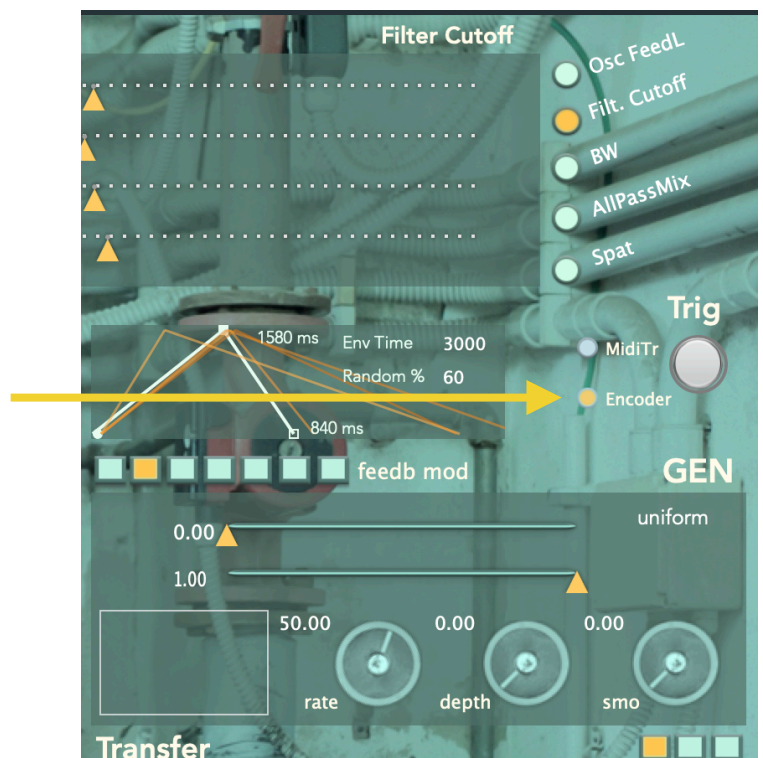 Filter Cutoff
Osc FeedL
Filt. Cutoff
BW
AllPassMix
Spat
Trig
1580 ms
Env Time 3000
MidiTr
Random % 60
Encoder
840 ms
feedb mod
GEN
uniform
0.00
1.00
50.00 0.00 0.00
rate depth smo
Transfer